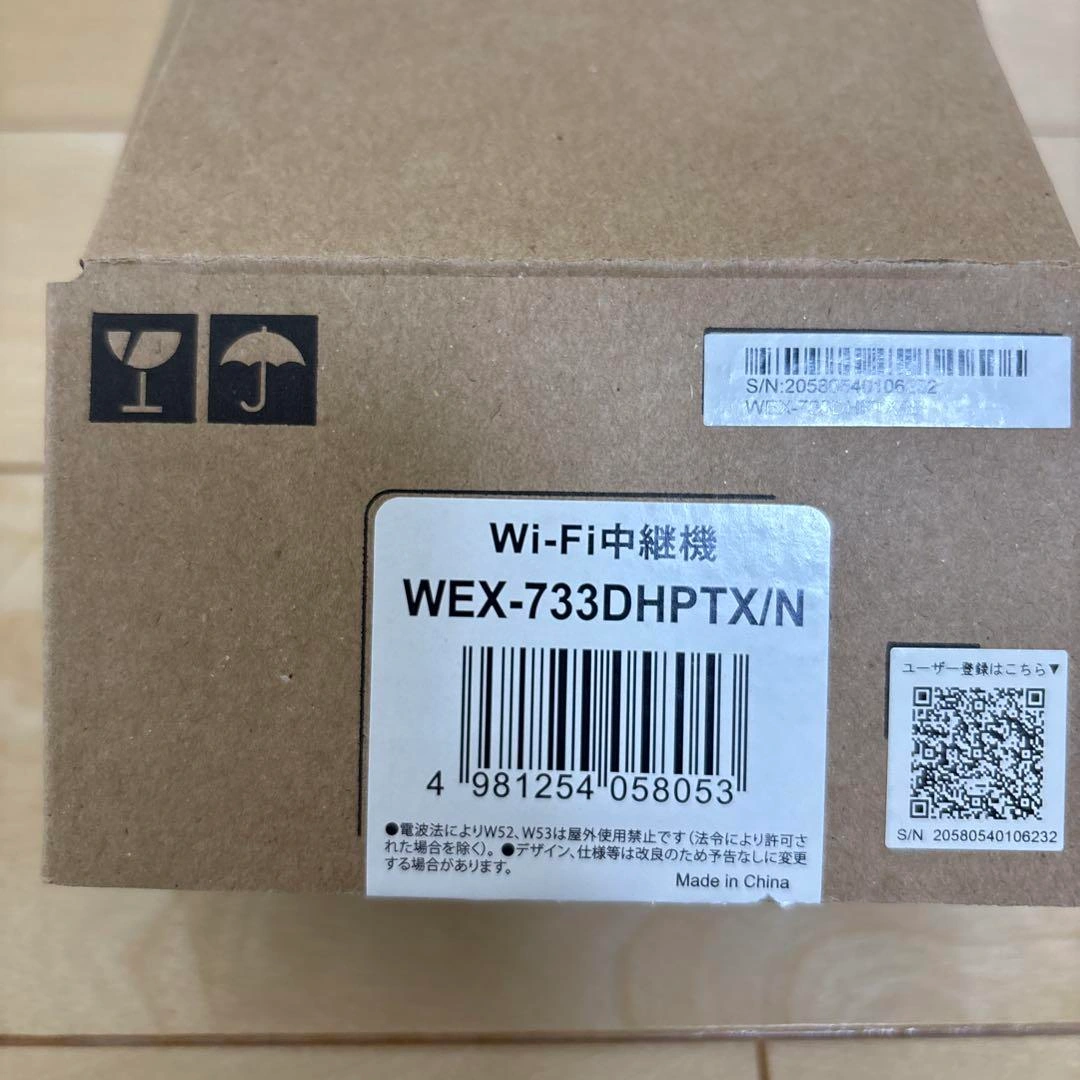 S/N:20580540106232
WEX-733DHPTX/N
Wi-Fi中継機
WEX-733DHPTX/N
4 981254 058053
●電波法によりW52、W53は屋外使用禁止です(法令により許可さ
れた場合を除く)。●デザイン、仕様等は改良のため予告なしに変更
する場合があります。
Made in China
ユーザー登録はこちら▼
S/N 20580540106232